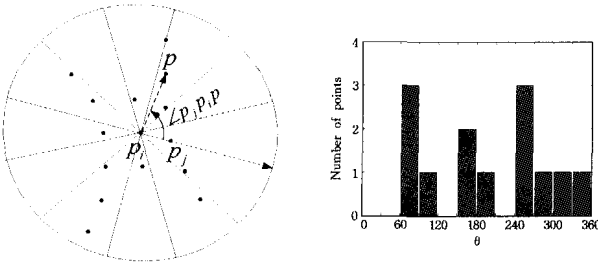 p
∠p_j p_i p
p_i
p_j
Number of points
4
3
2
1
0
0 60 120 180 240 300 360
θ